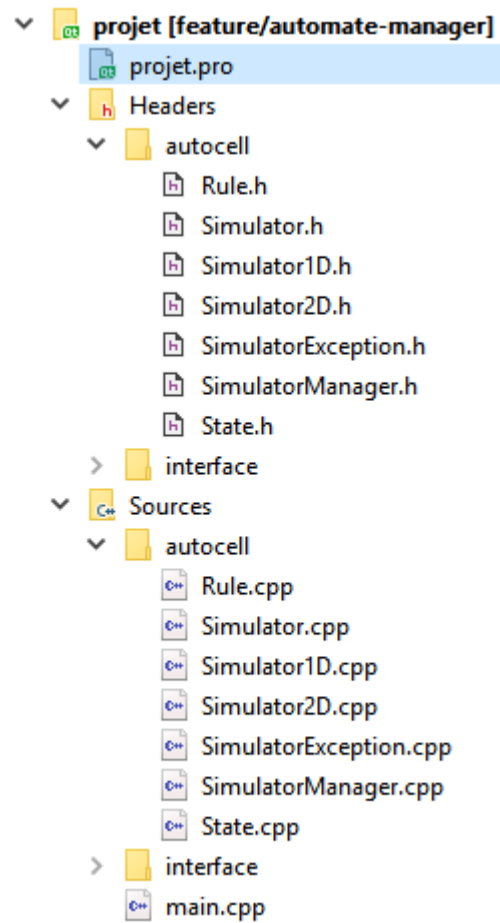 projet [feature/automate-manager]
projet.pro
Headers
autocell
Rule.h
Simulator.h
Simulator1D.h
Simulator2D.h
SimulatorException.h
SimulatorManager.h
State.h
interface
Sources
autocell
Rule.cpp
Simulator.cpp
Simulator1D.cpp
Simulator2D.cpp
SimulatorException.cpp
SimulatorManager.cpp
State.cpp
interface
main.cpp